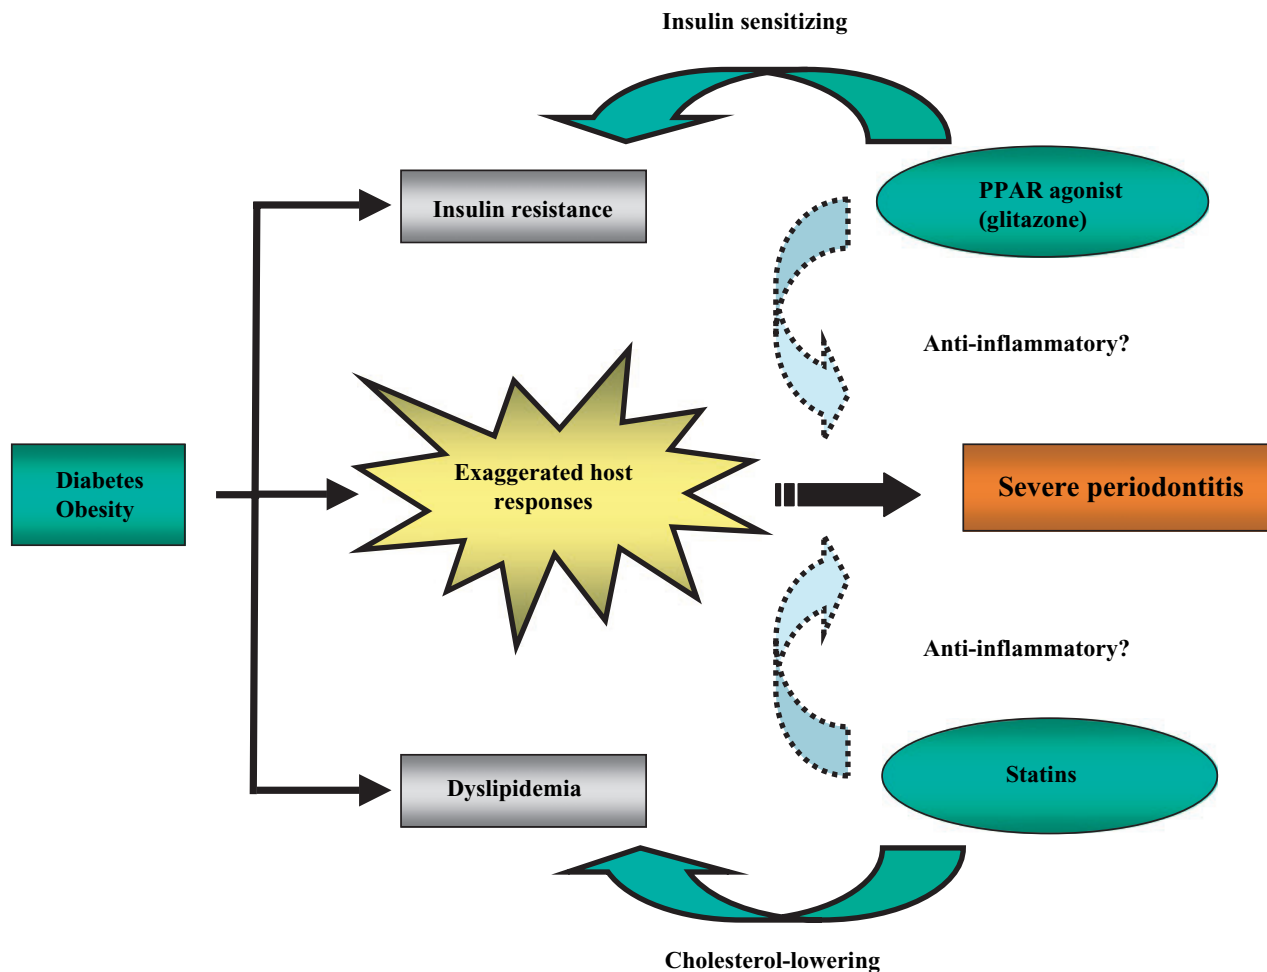 Insulin sensitizing
PPAR agonist
(glitazone)
Insulin resistance
Anti-inflammatory?
Exaggerated host
responses
Diabetes
Obesity
Severe periodontitis
Anti-inflammatory?
Statins
Dyslipidemia
Cholesterol-lowering